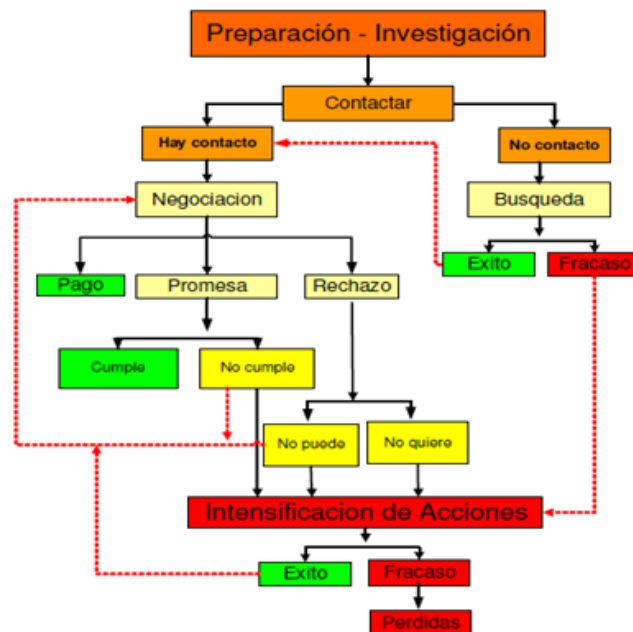 Preparación - Investigación
Contactar
Hay contacto
No contacto
Negociacion
Busqueda
Exito
Fracaso
Pago
Promesa
Rechazo
Cumple
No cumple
No puede
No quiere
Intensificacion de Acciones
Exito
Fracaso
Perdidas